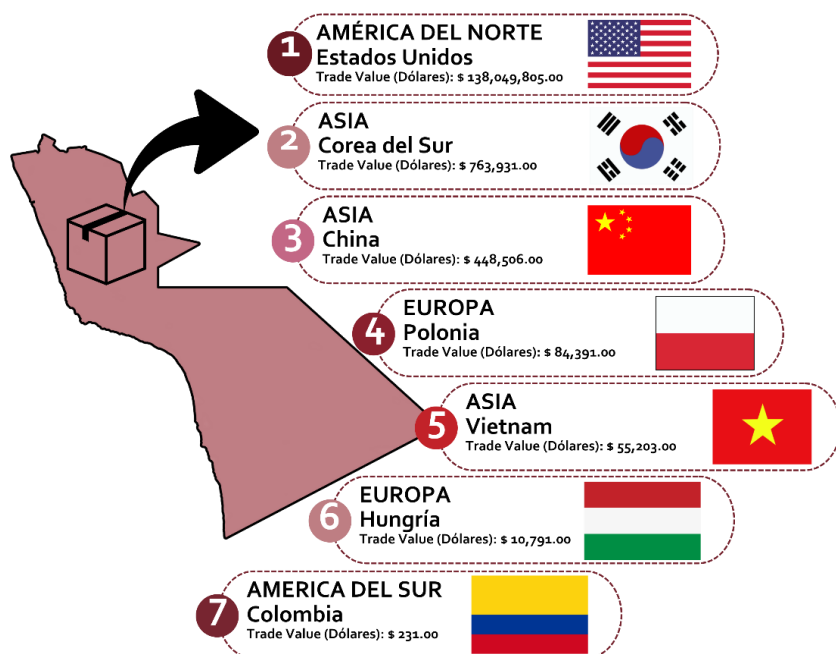 1
AMÉRICA DEL NORTE
Estados Unidos
Trade Value (Dólares): $ 138,049,805.00
2
ASIA
Corea del Sur
Trade Value (Dólares): $ 763,931.00
3
ASIA
China
Trade Value (Dólares): $ 448,506.00
4
EUROPA
Polonia
Trade Value (Dólares): $ 84,391.00
5
ASIA
Vietnam
Trade Value (Dólares): $ 55,203.00
6
EUROPA
Hungría
Trade Value (Dólares): $ 10,791.00
7
AMERICA DEL SUR
Colombia
Trade Value (Dólares): $ 231.00